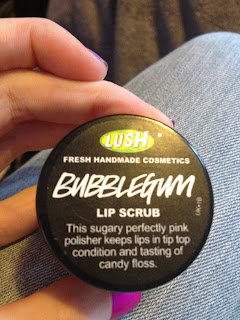 LUSH
FRESH HANDMADE COSMETICS
BUBBLEGUM
LIP SCRUB
This sugary perfectly pink
polisher keeps lips in tip top
condition and tasting of
candy floss.